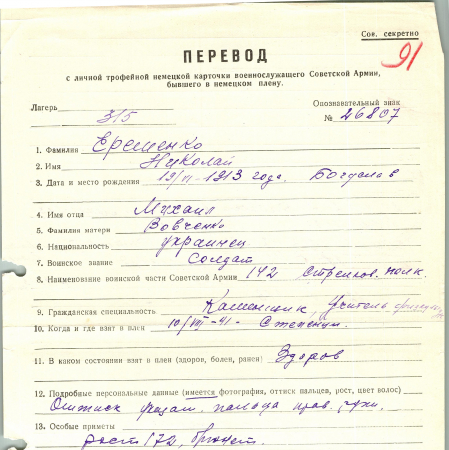 Сов. секретно
91
ПЕРЕВОД
с личной трофейной немецкой карточки военнослужащего Советской Армии,
бывшего в немецком плену.
Лагерь 315
Опознавательный знак
№ 26807
1. Фамилия Еременко
2. Имя Николай
3. Дата и место рождения 1913 года. Богуслав
4. Имя отца Михаил
5. Фамилия матери Вовченко
6. Национальность украинец
7. Воинское звание Солдат
8. Наименование воинской части Советской Армии 142 стрелков. полк.
9. Гражданская специальность Каменщик, учитель
10. Когда и где взят в плен 10/VIII-41-
11. В каком состоянии взят в плен (здоров, болен, ранен) Здоров
12. Подробные персональные данные (имеется фотография, оттиск пальцев, рост, цвет волос)
Оттиск указат. пальца прав. руки.
13. Особые приметы
рост 172, брюнет.